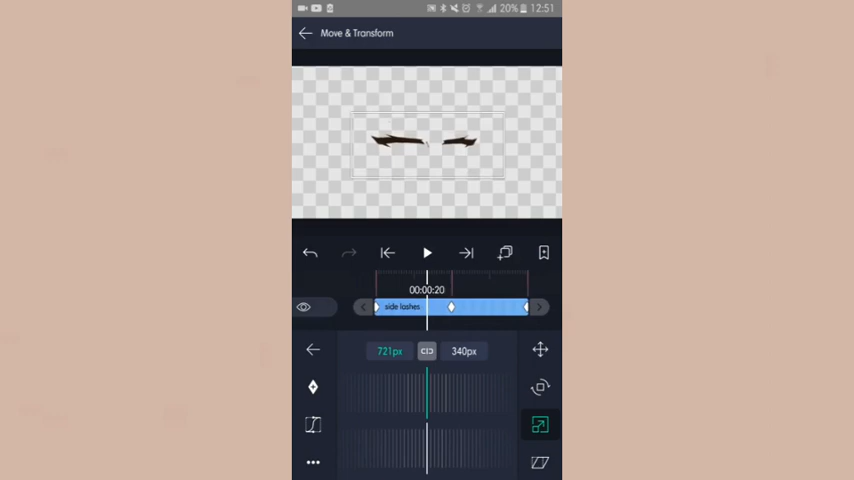 20% 12:51
Move & Transform
00:00:20
side lashes
721px 340px